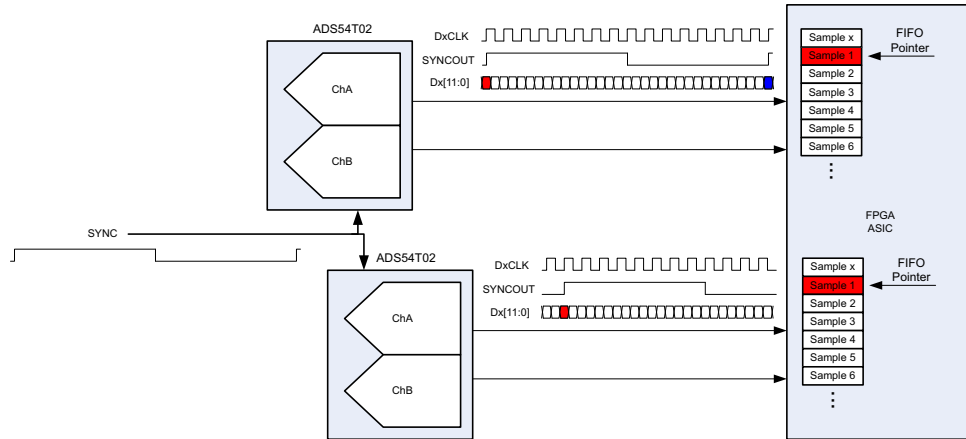 ADS54T02
ChA
ChB
DxCLK
SYNCOUT
Dx[11:0]
Sample x
Sample 1
Sample 2
Sample 3
Sample 4
Sample 5
Sample 6
FIFO
Pointer
SYNC
FPGA
ASIC
ADS54T02
ChA
ChB
DxCLK
SYNCOUT
Dx[11:0]
Sample x
Sample 1
Sample 2
Sample 3
Sample 4
Sample 5
Sample 6
FIFO
Pointer